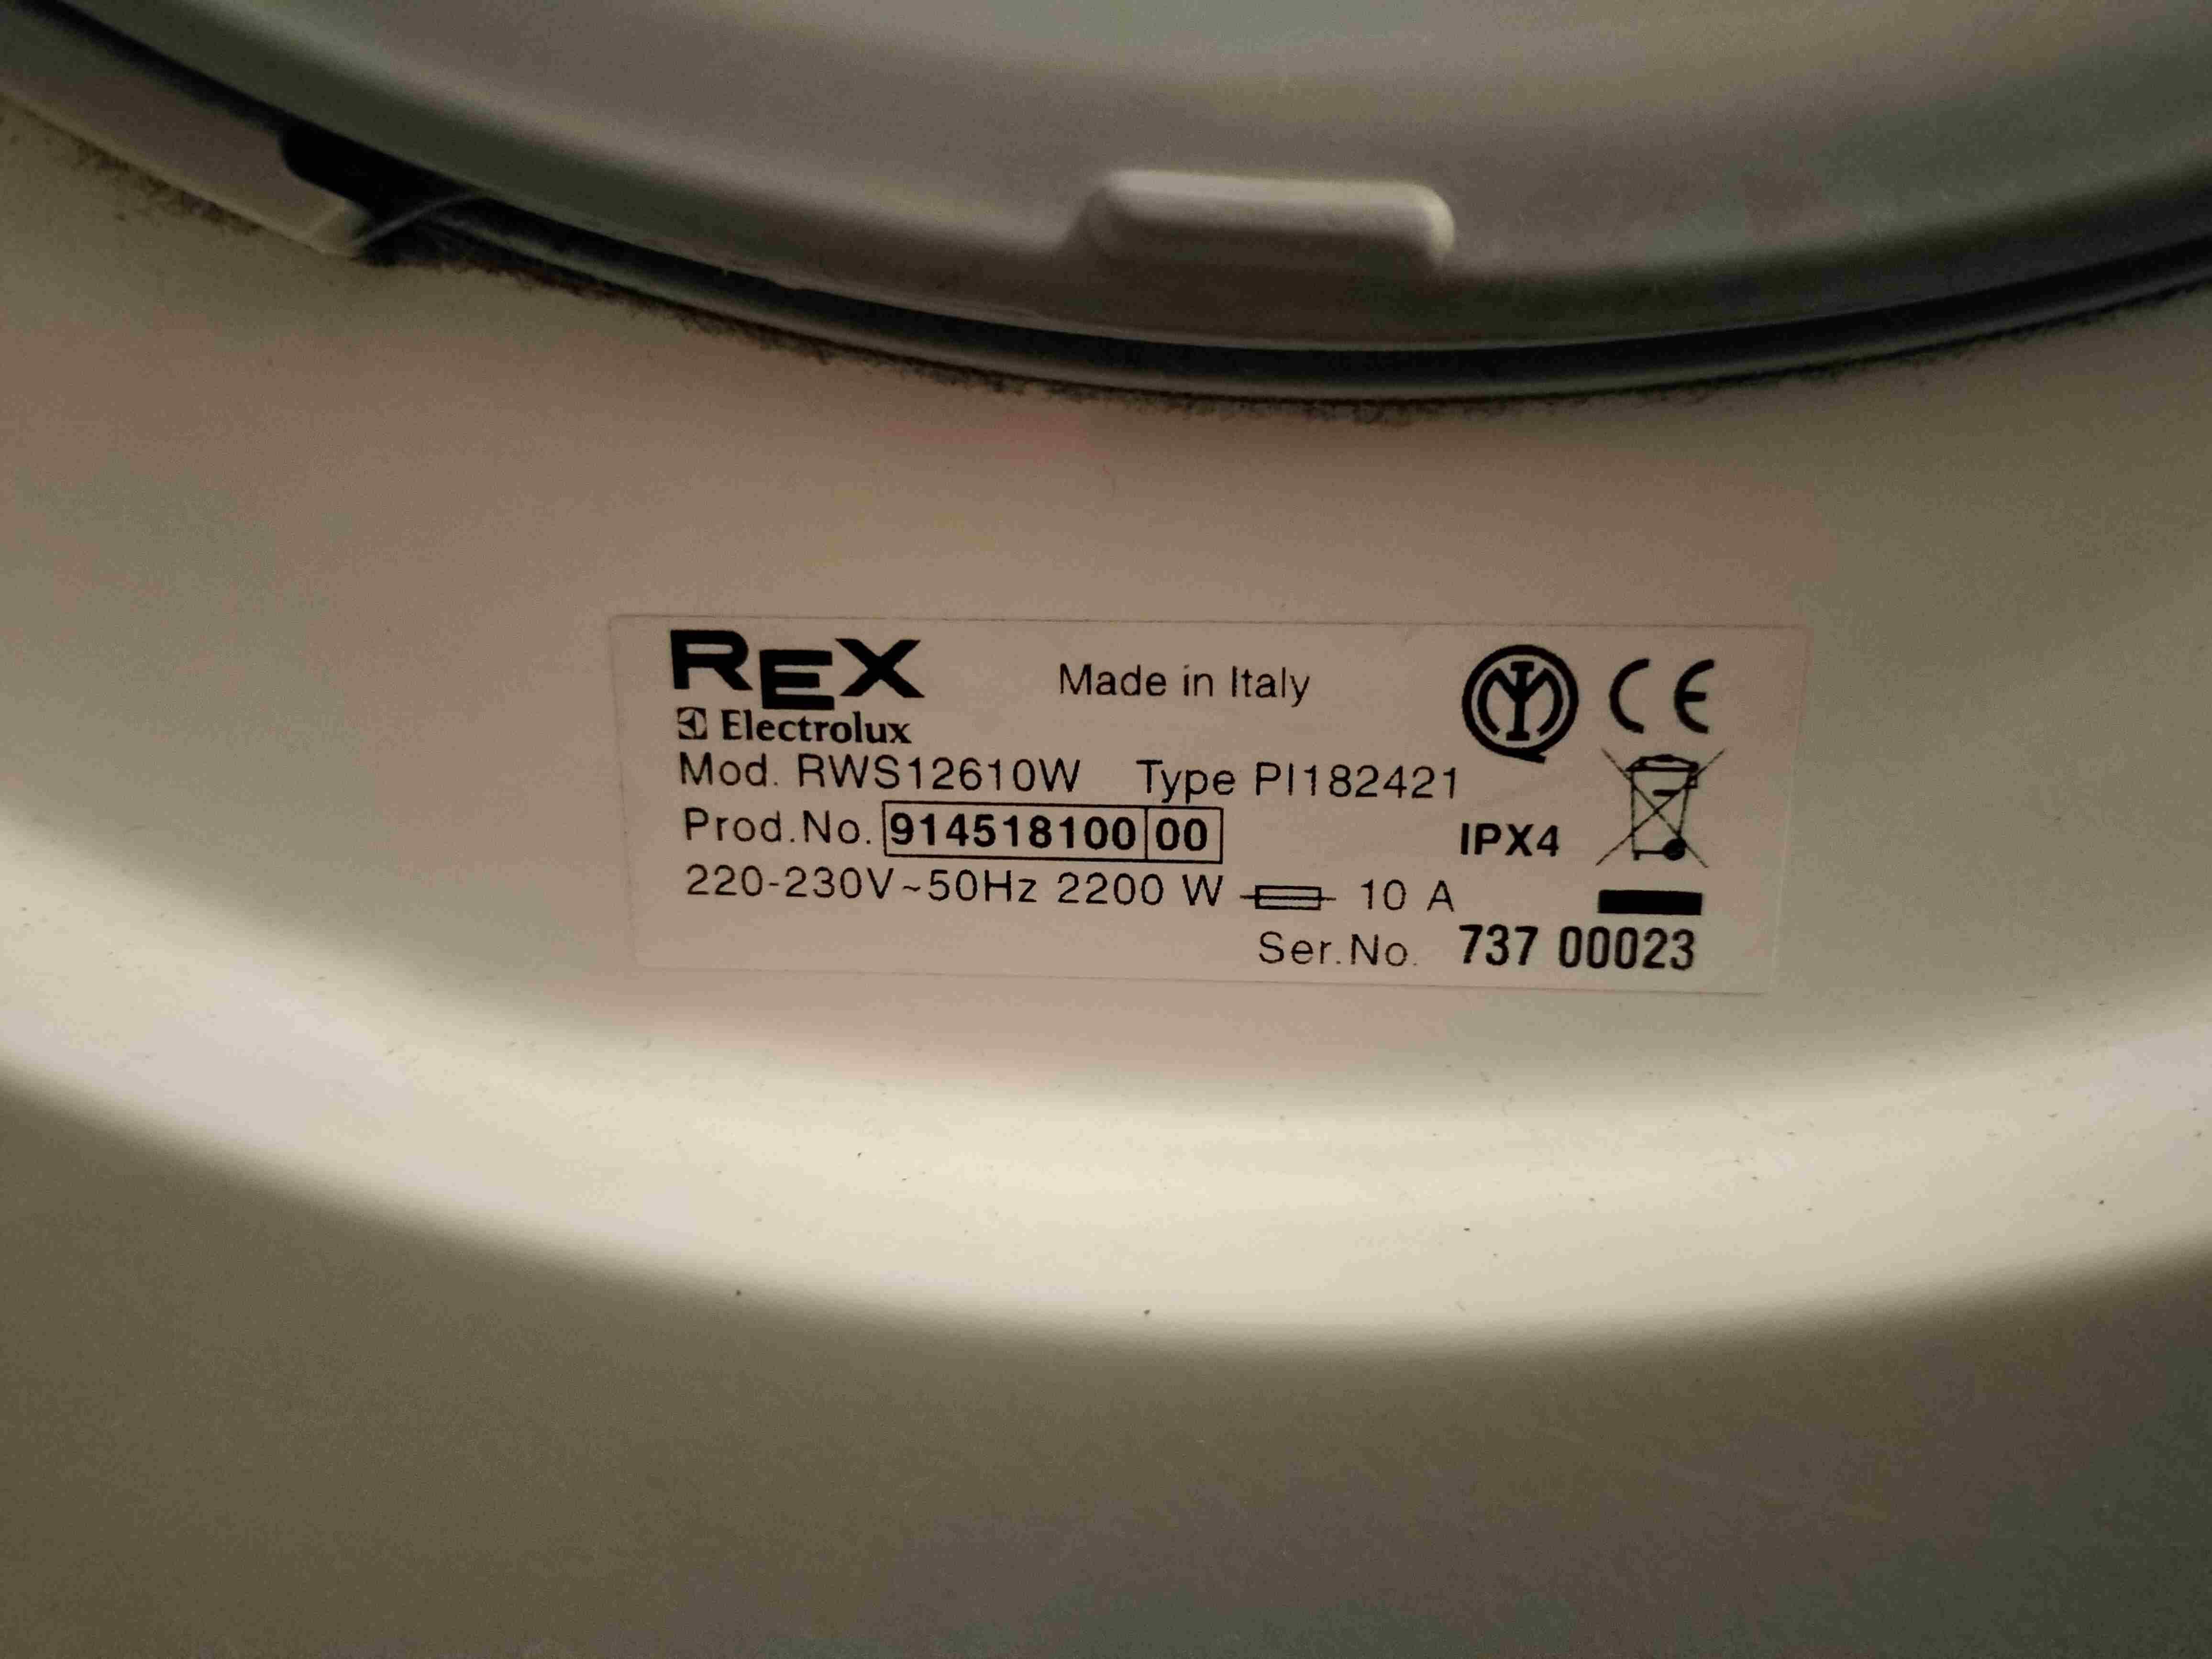 REX
Electrolux
Made in Italy
CE
Mod. RWS12610W Type PI182421
Prod.No. 914518100 00
IPX4
220-230V~50Hz 2200 W 10 A
Ser.No. 737 00023